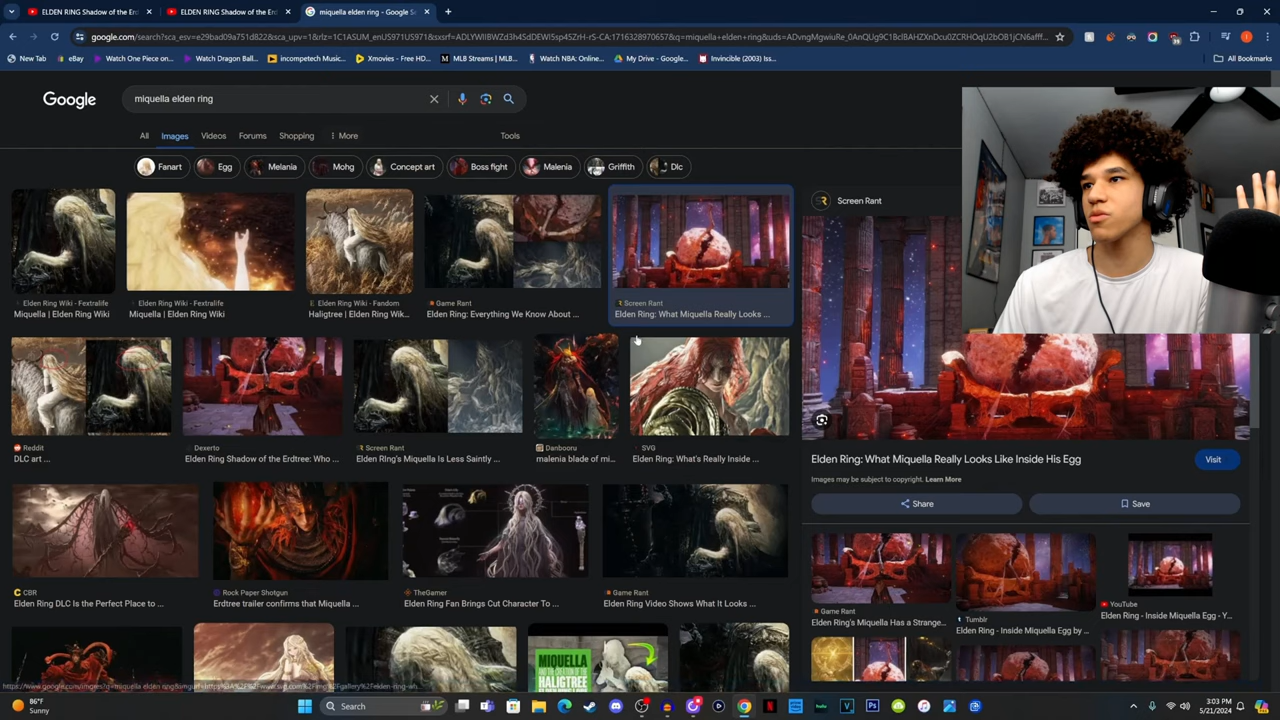 ELDEN RING Shadow of the Erd
ELDEN RING Shadow of the Erd
miquella elden ring - Google Se
New Tab
eBay
Watch One Piece on...
Watch Dragon Ball...
incompetech Music...
Xmovies - Free HD...
MLB Streams | MLB...
Watch NBA: Online...
My Drive - Google...
Invincible (2003) Iss...
All Bookmarks
Google
miquella elden ring
All
Images
Videos
Forums
Shopping
More
Tools
Fanart
Egg
Melania
Mohg
Concept art
Boss fight
Malenia
Griffith
Dlc
Screen Rant
Elden Ring Wiki - Fextralife
Miquella | Elden Ring Wiki
Elden Ring Wiki - Fextralife
Miquella | Elden Ring Wiki
Elden Ring Wiki - Fandom
Haligtree | Elden Ring Wik...
Game Rant
Elden Ring: Everything We Know About ...
Screen Rant
Elden Ring: What Miquella Really Looks ...
Reddit
DLC art ...
Dexerto
Elden Ring Shadow of the Erdtree: Who ...
Screen Rant
Elden Ring's Miquella Is Less Saintly ...
Danbooru
malenia blade of mi...
SVG
Elden Ring: What's Really Inside ...
Elden Ring: What Miquella Really Looks Like Inside His Egg
Visit
Images may be subject to copyright. Learn More
Share
Save
CBR
Elden Ring DLC Is the Perfect Place to ...
Rock Paper Shotgun
Erdtree trailer confirms that Miquella ...
TheGamer
Elden Ring Fan Brings Cut Character To ...
Game Rant
Elden Ring Video Shows What It Looks ...
Game Rant
Elden Ring's Miquella Has a Strange...
Tumblr
Elden Ring - Inside Miquella Egg by ...
YouTube
Elden Ring - Inside Miquella Egg - Y...
MIQUELLA
HALIGTREE
86°F
Sunny
Search
3:03 PM
5/21/2024